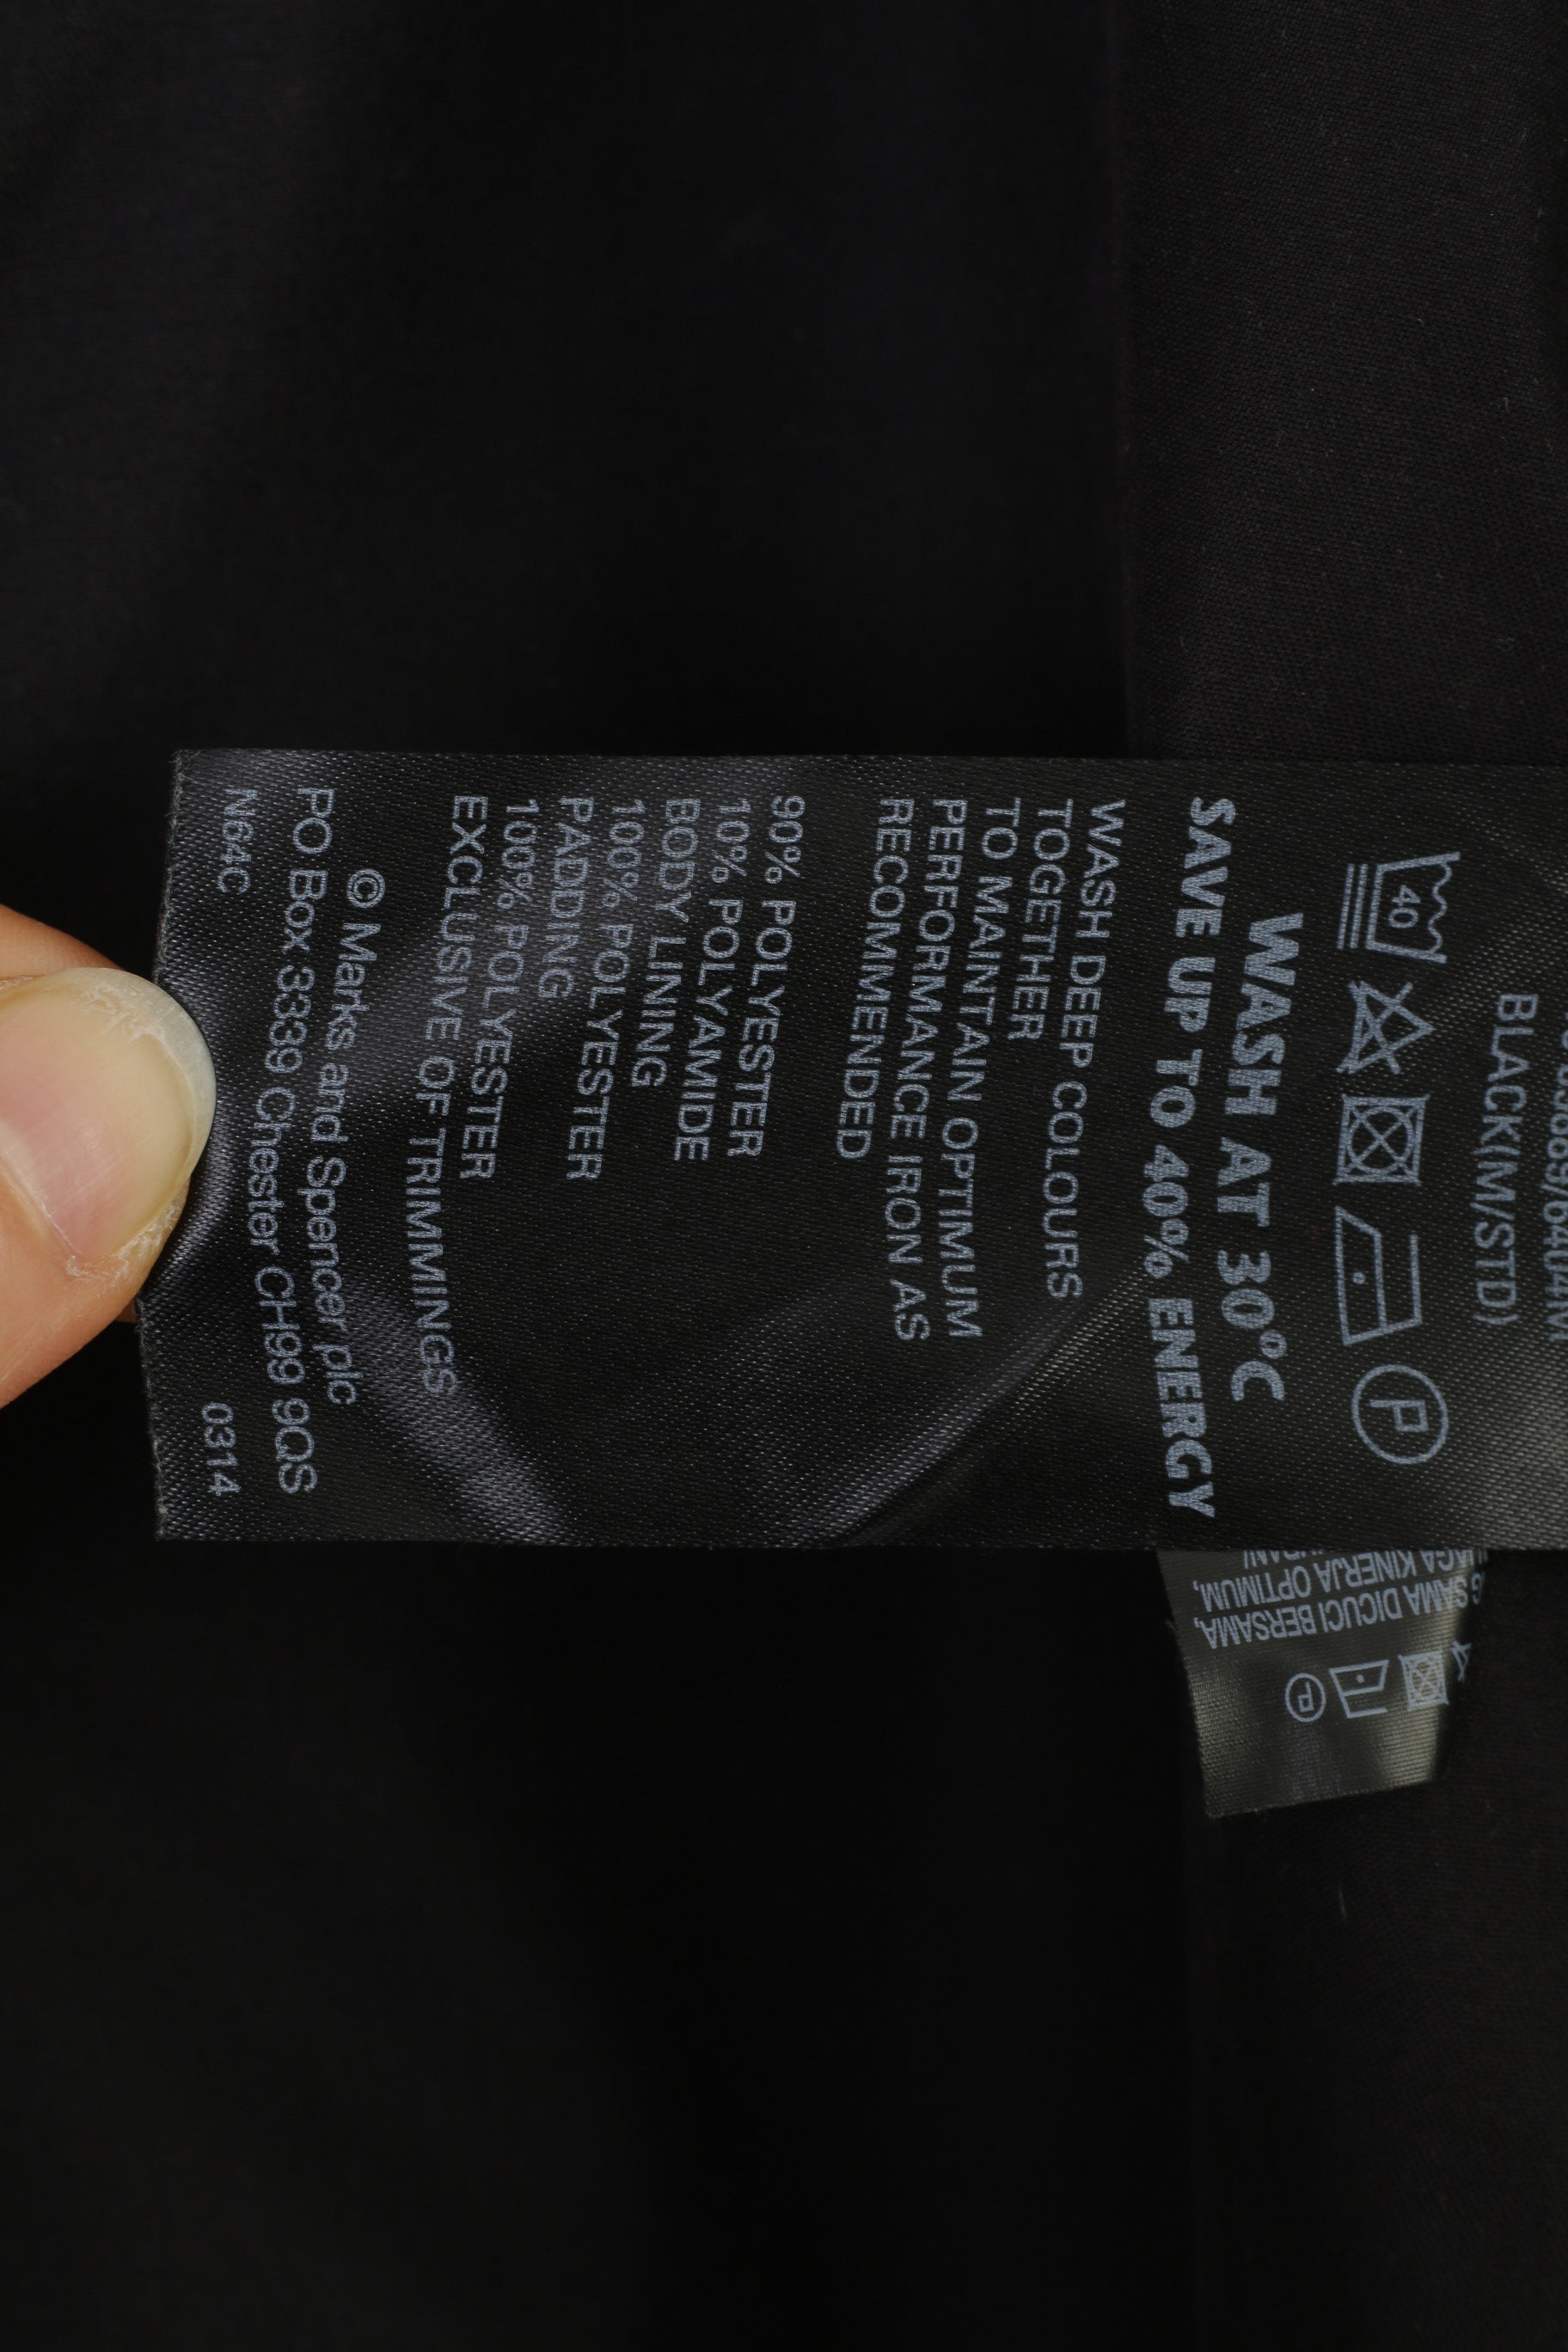 BLACK(M/STD)
40
P
WASH AT 30°C
SAVE UP TO 40% ENERGY
WASH DEEP COLOURS
TOGETHER
TO MAINTAIN OPTIMUM
PERFORMANCE IRON AS
RECOMMENDED
90% POLYESTER
10% POLYAMIDE
BODY LINING
100% POLYESTER
PADDING
100% POLYESTER
EXCLUSIVE OF TRIMMINGS
© Marks and Spencer plc
PO Box 3339 Chester CH99 9QS
N64C 0314
P
SAMA DICUCI BERSAMA,
KINERJA OPTIMUM,